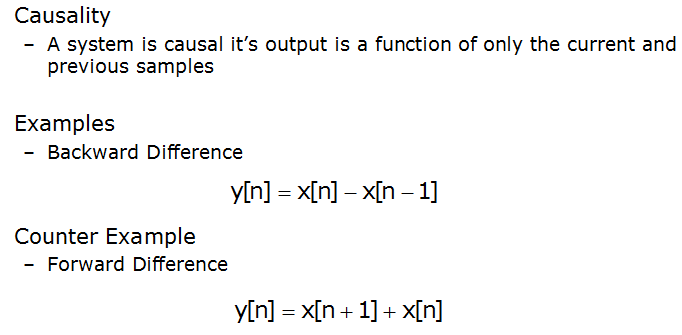 Causality
– A system is causal it’s output is a function of only the current and
previous samples
Examples
– Backward Difference
y[n] = x[n] – x[n – 1]
Counter Example
– Forward Difference
y[n] = x[n + 1] + x[n]